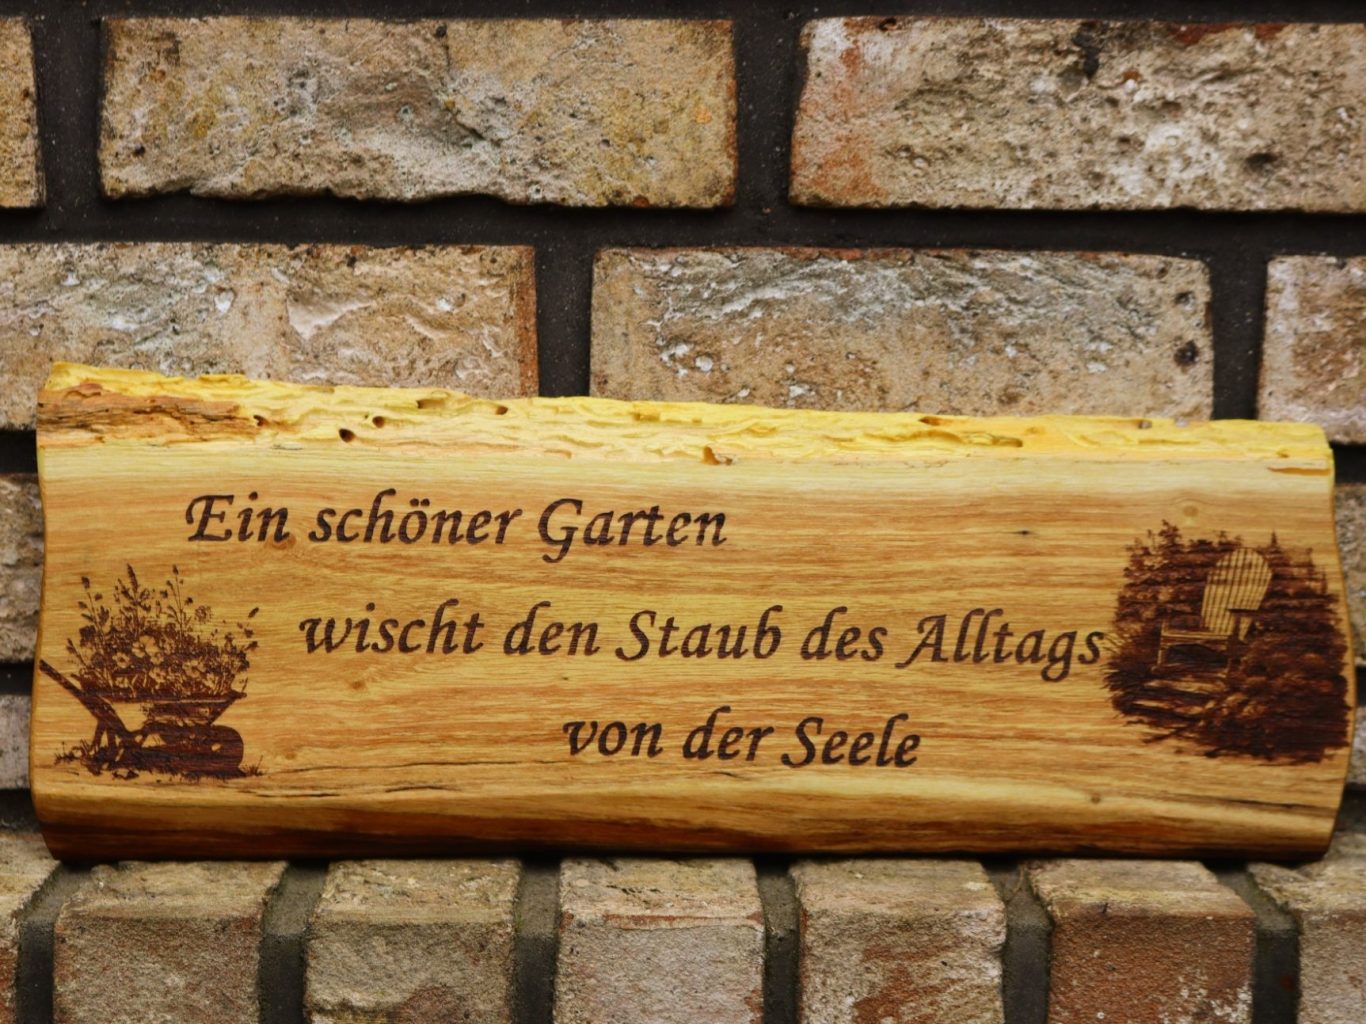 Ein schöner Garten
wischt den Staub des Alltags
von der Seele